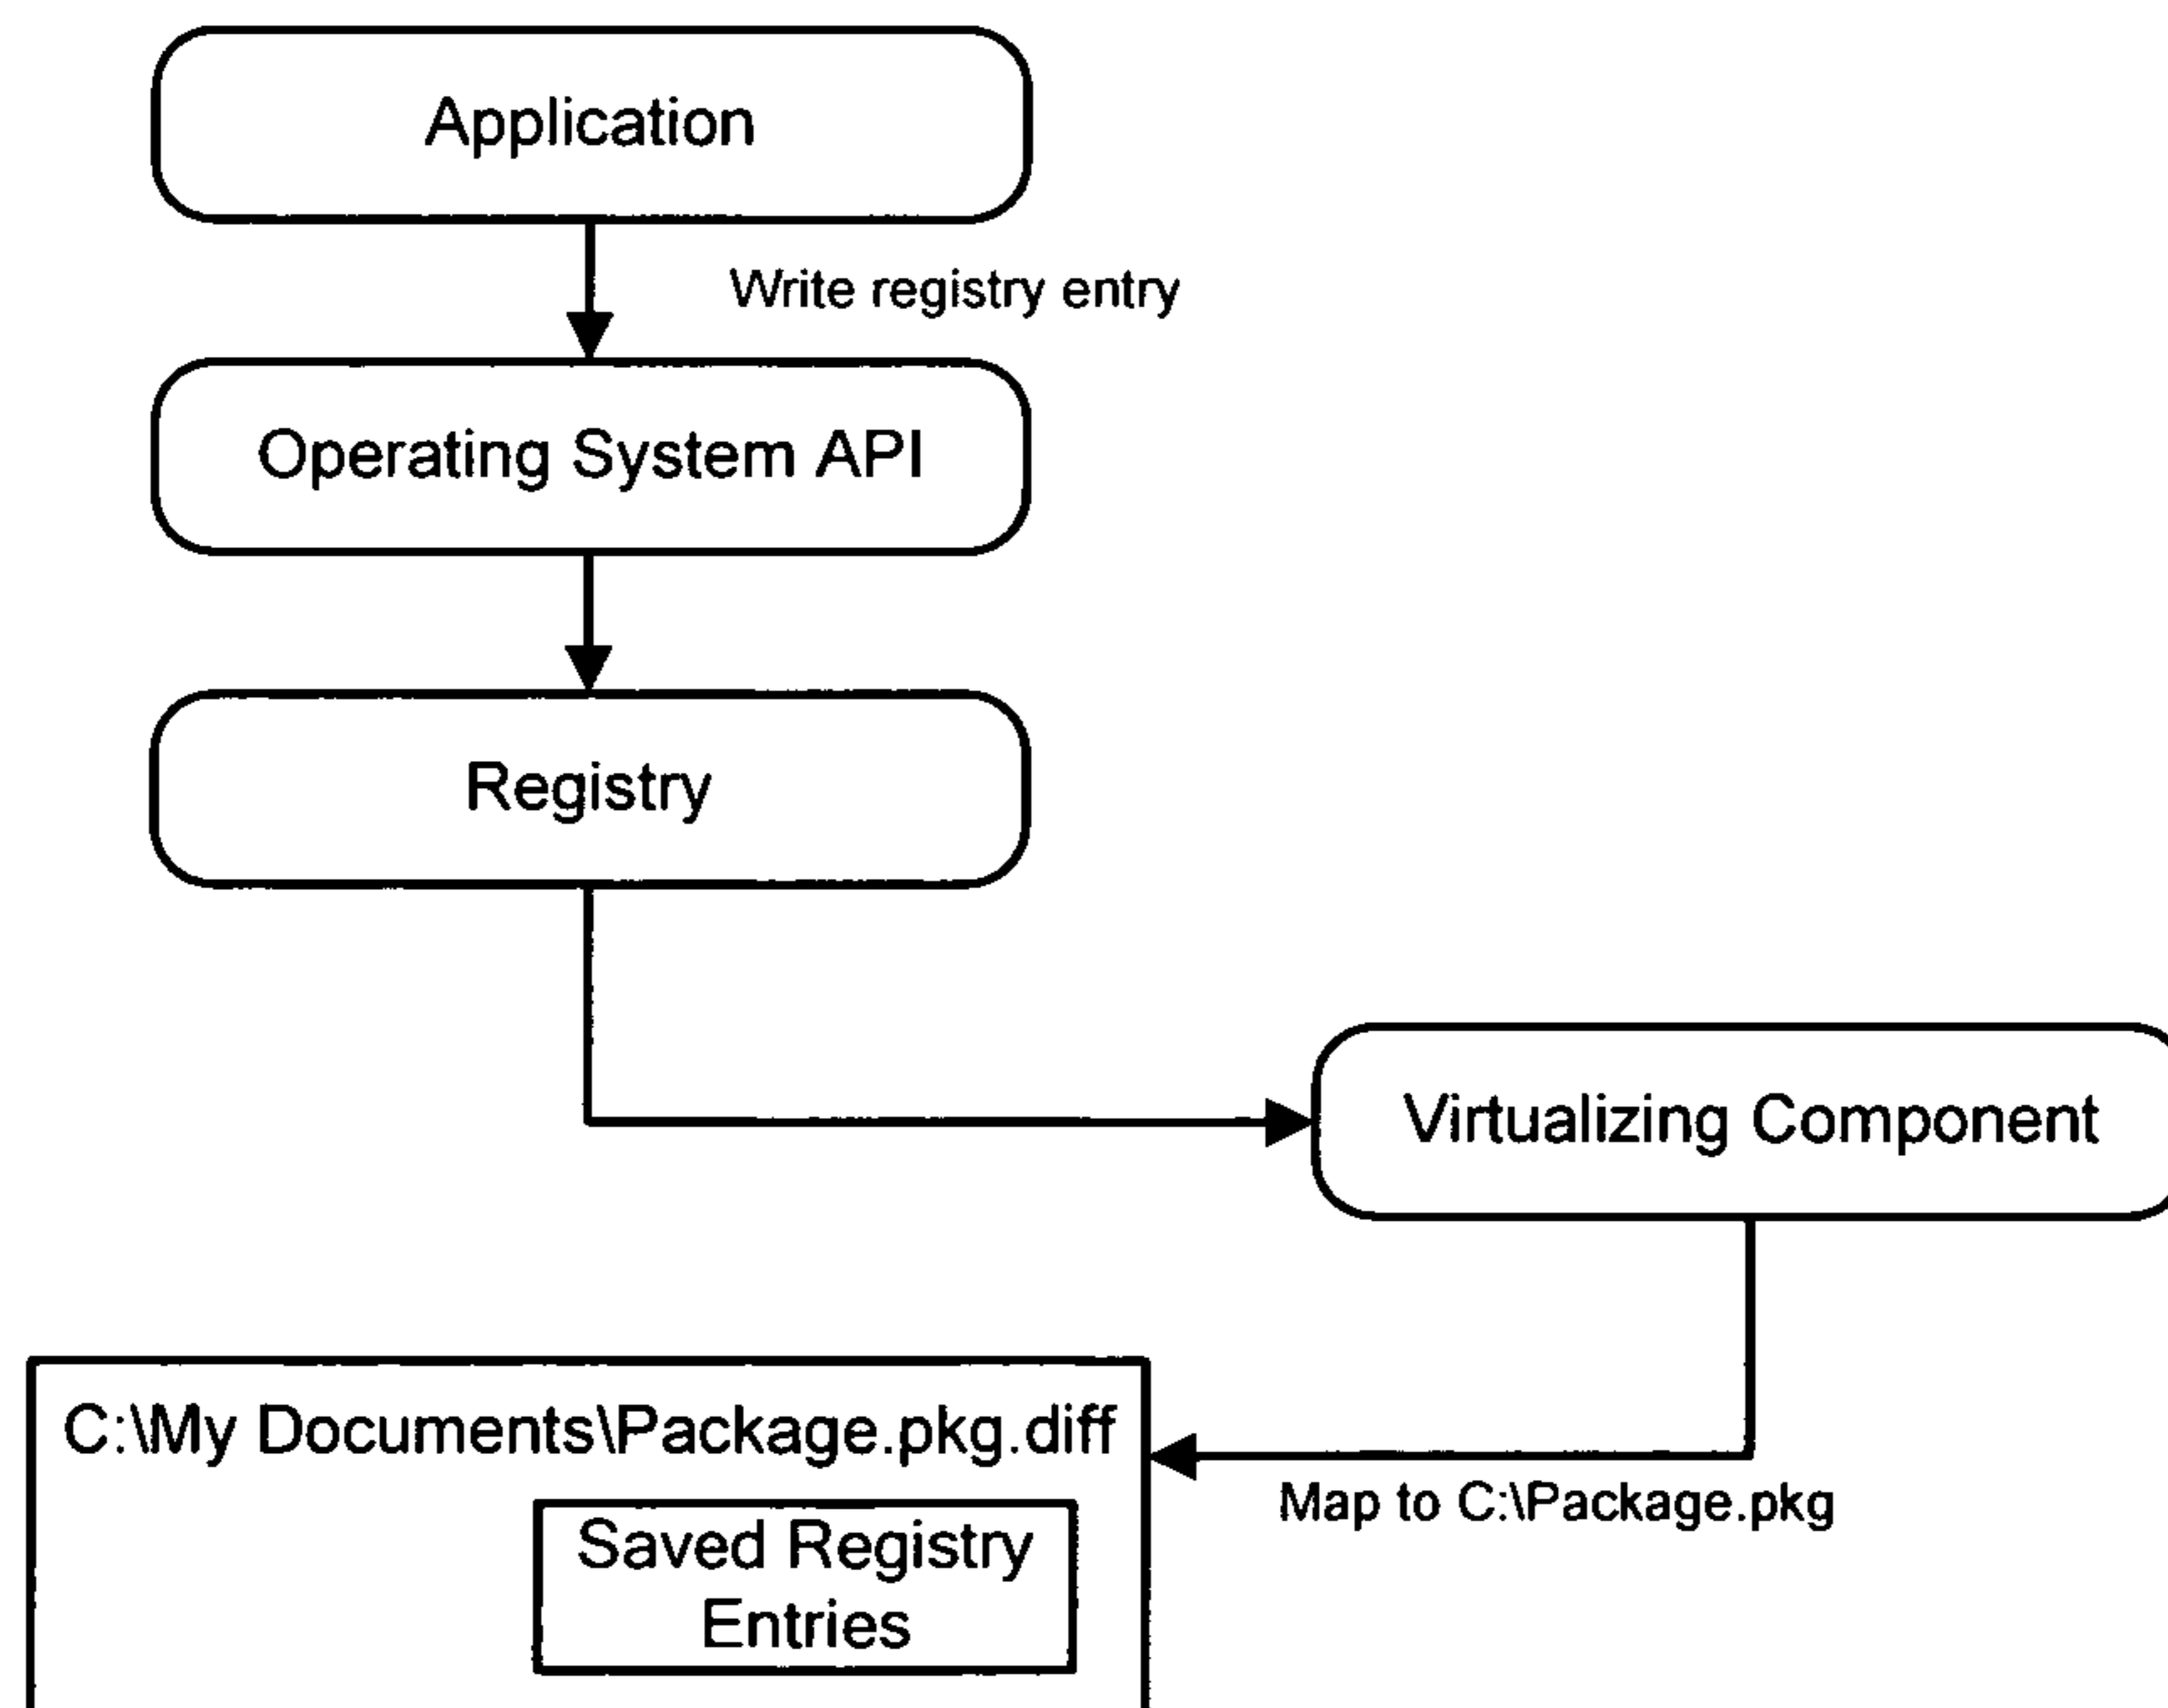 Application
Write registry entry
Operating System API
Registry
Virtualizing Component
C:\My Documents\Package.pkg.diff
Map to C:\Package.pkg
Saved Registry
Entries